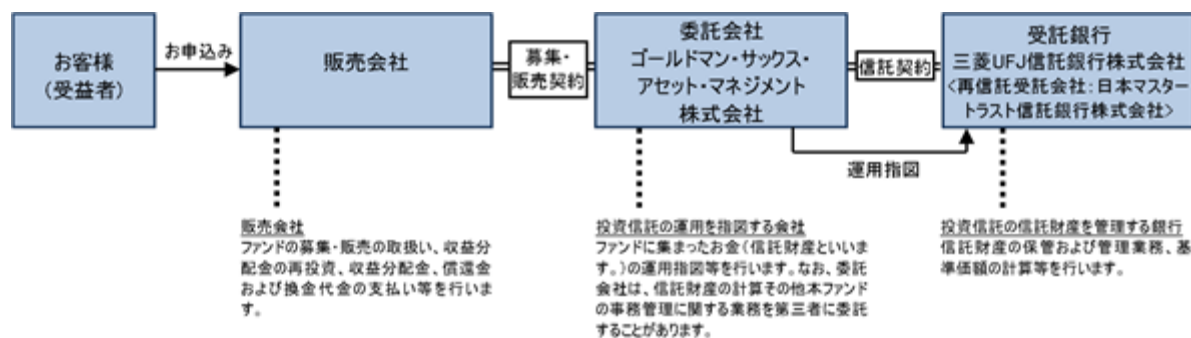 お客様
(受益者)
お申込み
販売会社
募集・
販売契約
委託会社
ゴールドマン・サックス・
アセット・マネジメント
株式会社
信託契約
受託銀行
三菱UFJ信託銀行株式会社
<再信託受託会社:日本マスター
トラスト信託銀行株式会社>
運用指図
販売会社
ファンドの募集・販売の取扱い、収益分
配金の再投資、収益分配金、償還金
および換金代金の支払い等を行いま
す。
投資信託の運用を指図する会社
ファンドに集まったお金(信託財産といいま
す。)の運用指図等を行います。なお、委託
会社は、信託財産の計算その他本ファンド
の事務管理に関する業務を第三者に委託
することがあります。
投資信託の信託財産を管理する銀行
信託財産の保管および管理業務、基
準価額の計算等を行います。